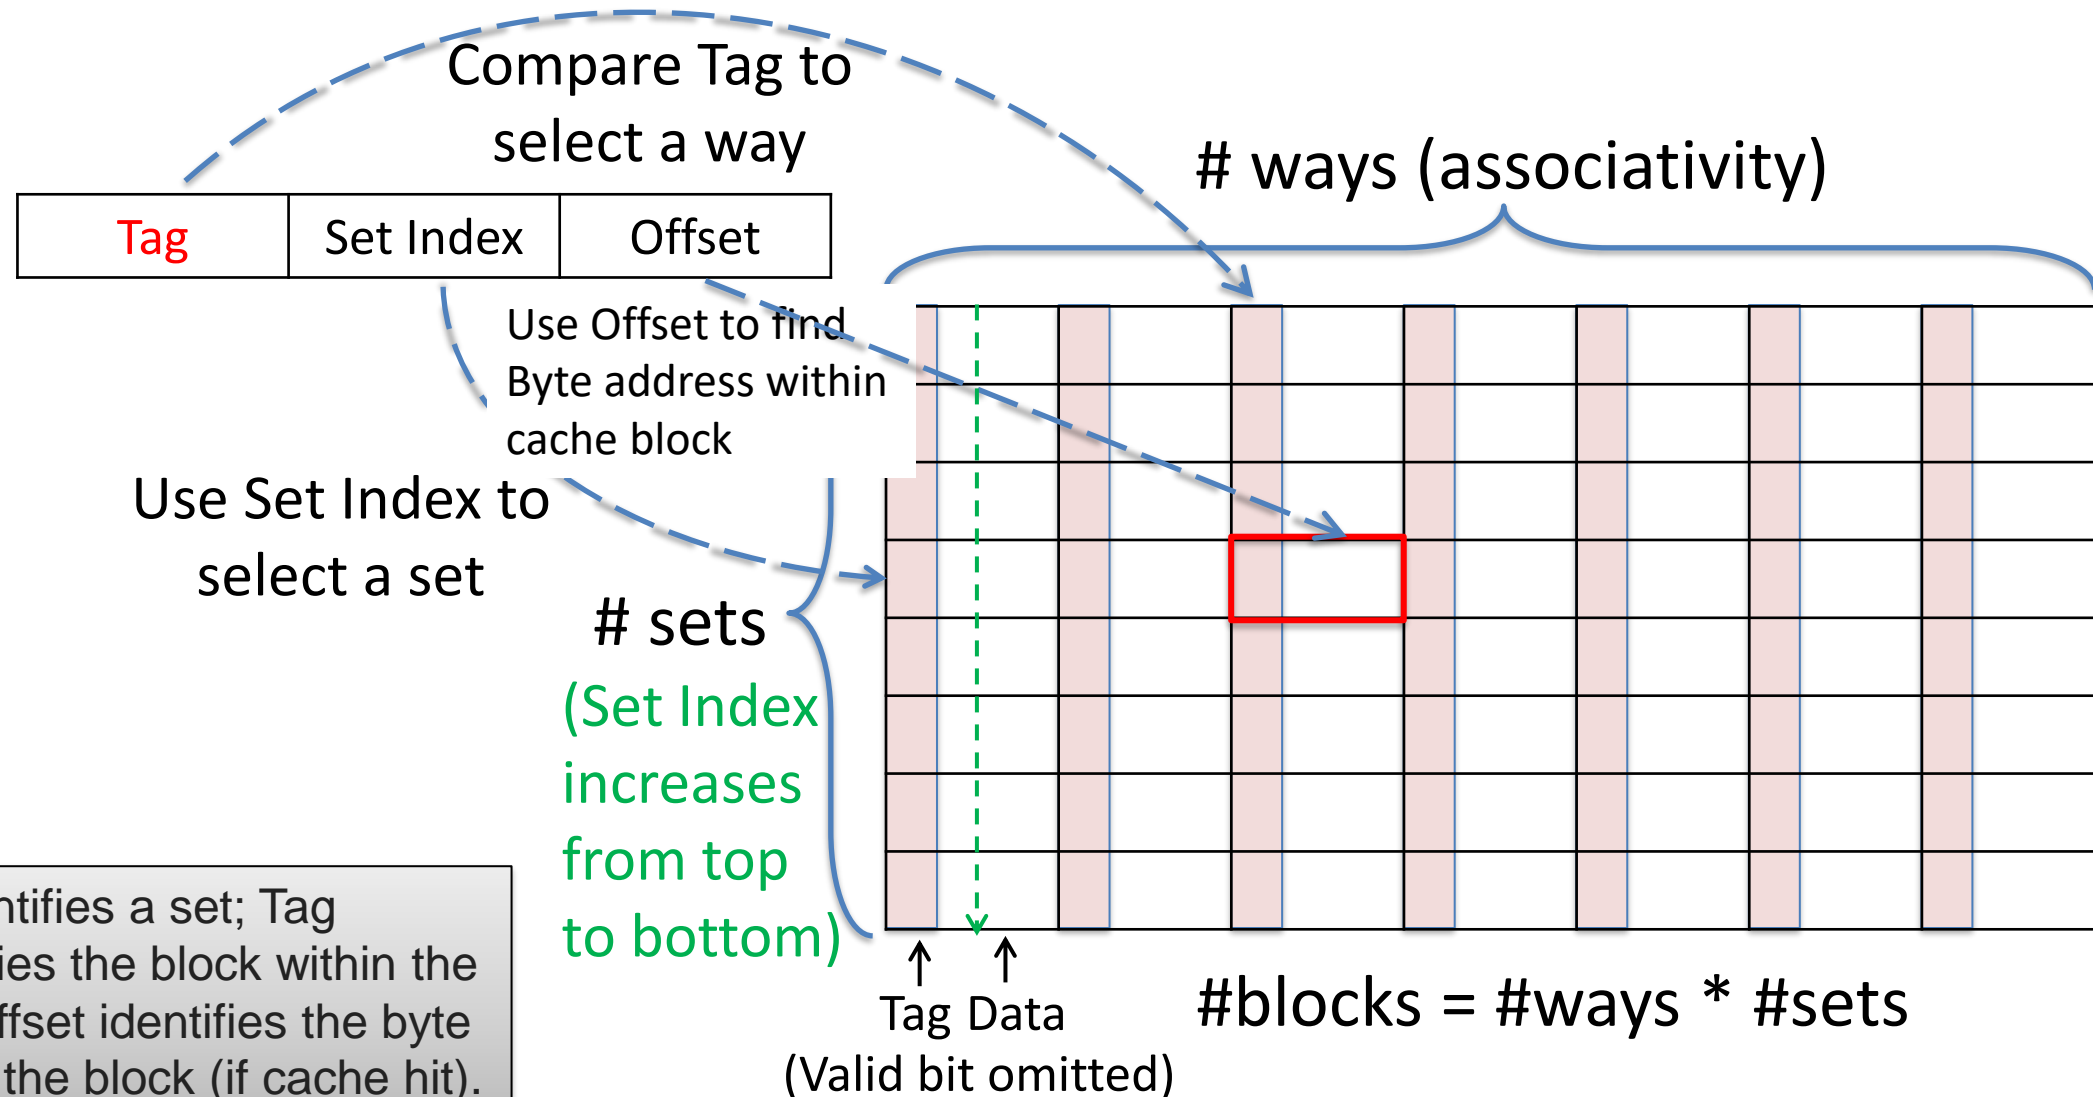 Compare Tag to
select a way
# ways (associativity)
Tag
Set Index
Offset
Use Offset to find
Byte address within
cache block
Use Set Index to
select a set
# sets
(Set Index
increases
from top
to bottom)
Tag Data
(Valid bit omitted)
#blocks = #ways * #sets
ntifies a set; Tag
ies the block within the
ffset identifies the byte
the block (if cache hit).